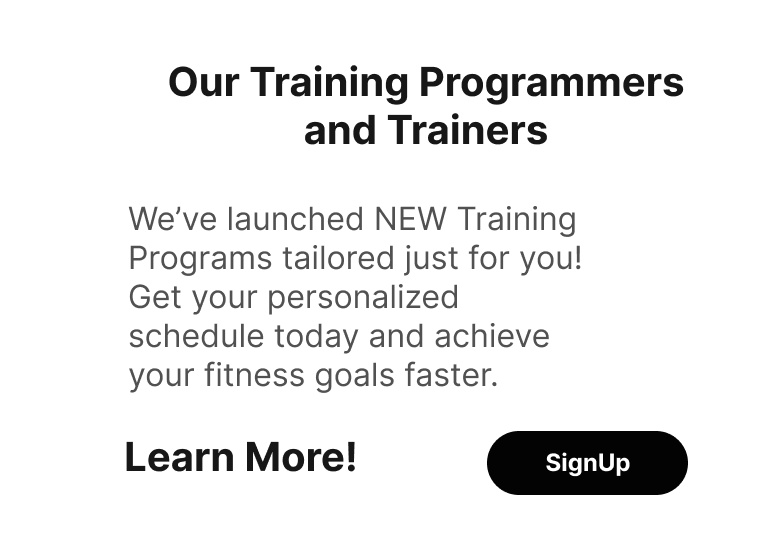 Our Training Programmers
and Trainers
We’ve launched NEW Training
Programs tailored just for you!
Get your personalized
schedule today and achieve
your fitness goals faster.
Learn More!
SignUp